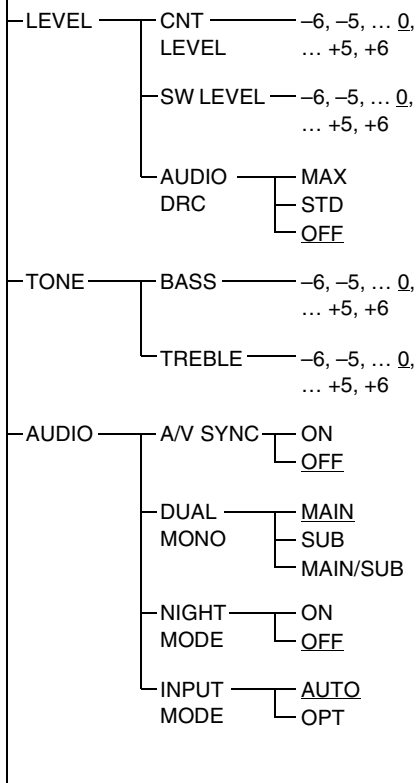 LEVEL CNT –6, –5, … 0,
LEVEL … +5, +6
SW LEVEL –6, –5, … 0,
… +5, +6
AUDIO MAX
DRC STD
OFF
TONE BASS –6, –5, … 0,
… +5, +6
TREBLE –6, –5, … 0,
… +5, +6
AUDIO A/V SYNC ON
OFF
DUAL MAIN
MONO SUB
MAIN/SUB
NIGHT ON
MODE OFF
INPUT AUTO
MODE OPT